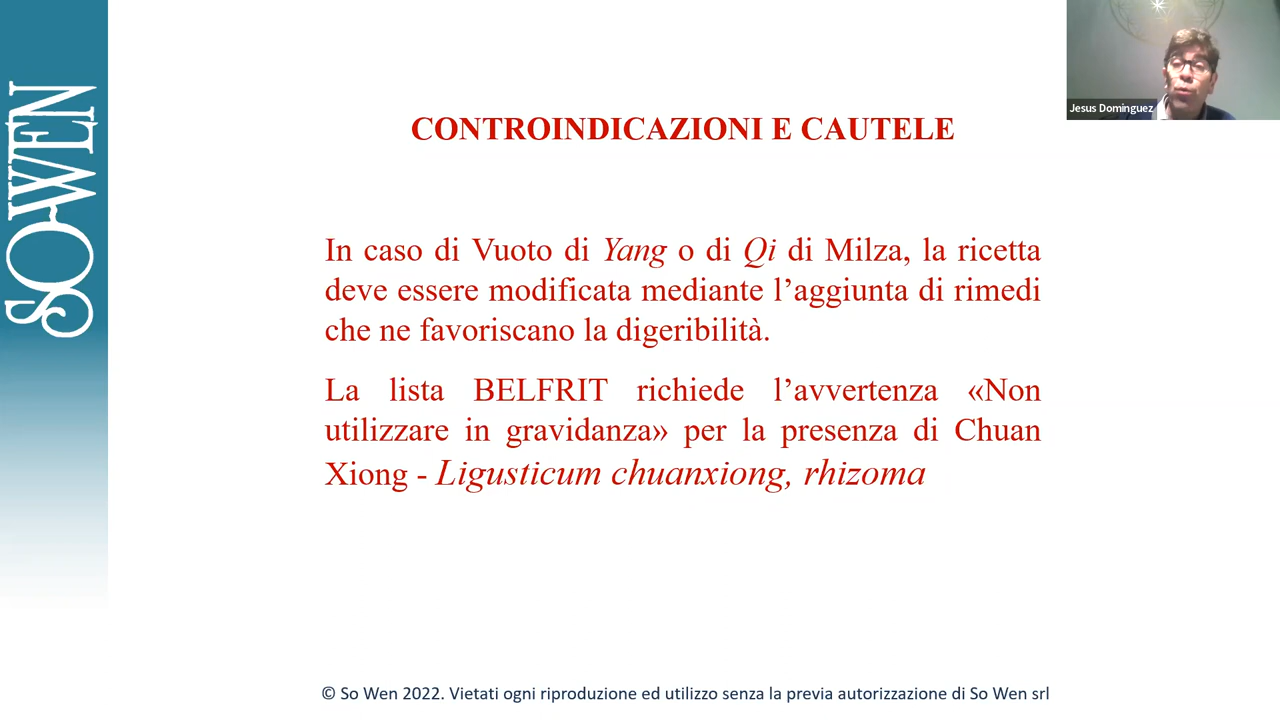 SO-WEN
Jesus Dominguez
CONTROINDICAZIONI E CAUTELE
In caso di Vuoto di Yang o di Qi di Milza, la ricetta
deve essere modificata mediante l’aggiunta di rimedi
che ne favoriscano la digeribilità.
La lista BELFRIT richiede l’avvertenza «Non
utilizzare in gravidanza» per la presenza di Chuan
Xiong - Ligusticum chuanxiong, rhizoma
© So Wen 2022. Vietati ogni riproduzione ed utilizzo senza la previa autorizzazione di So Wen srl